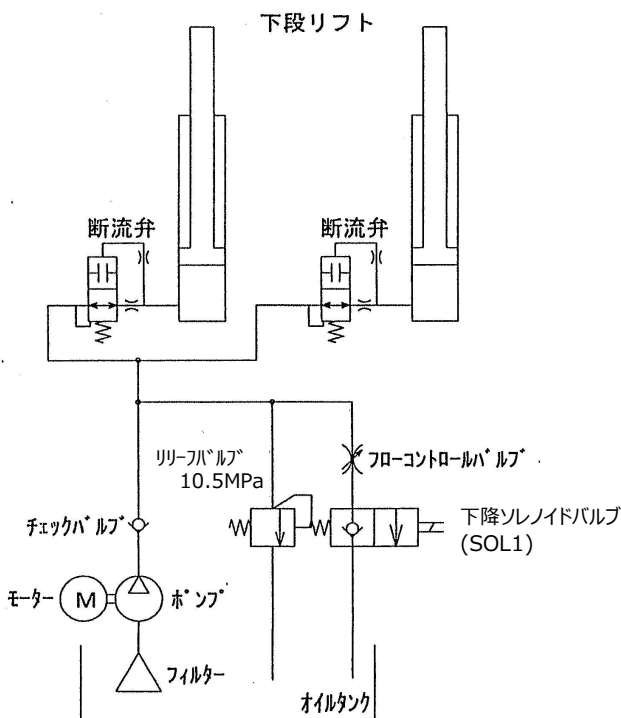 下段リフト
断流弁
断流弁
リリーフバルブ
10.5MPa
フローコントロールバルブ
チェックバルブ
下降ソレノイドバルブ
(SOL1)
モーター
M
ポンプ
フィルター
オイルタンク